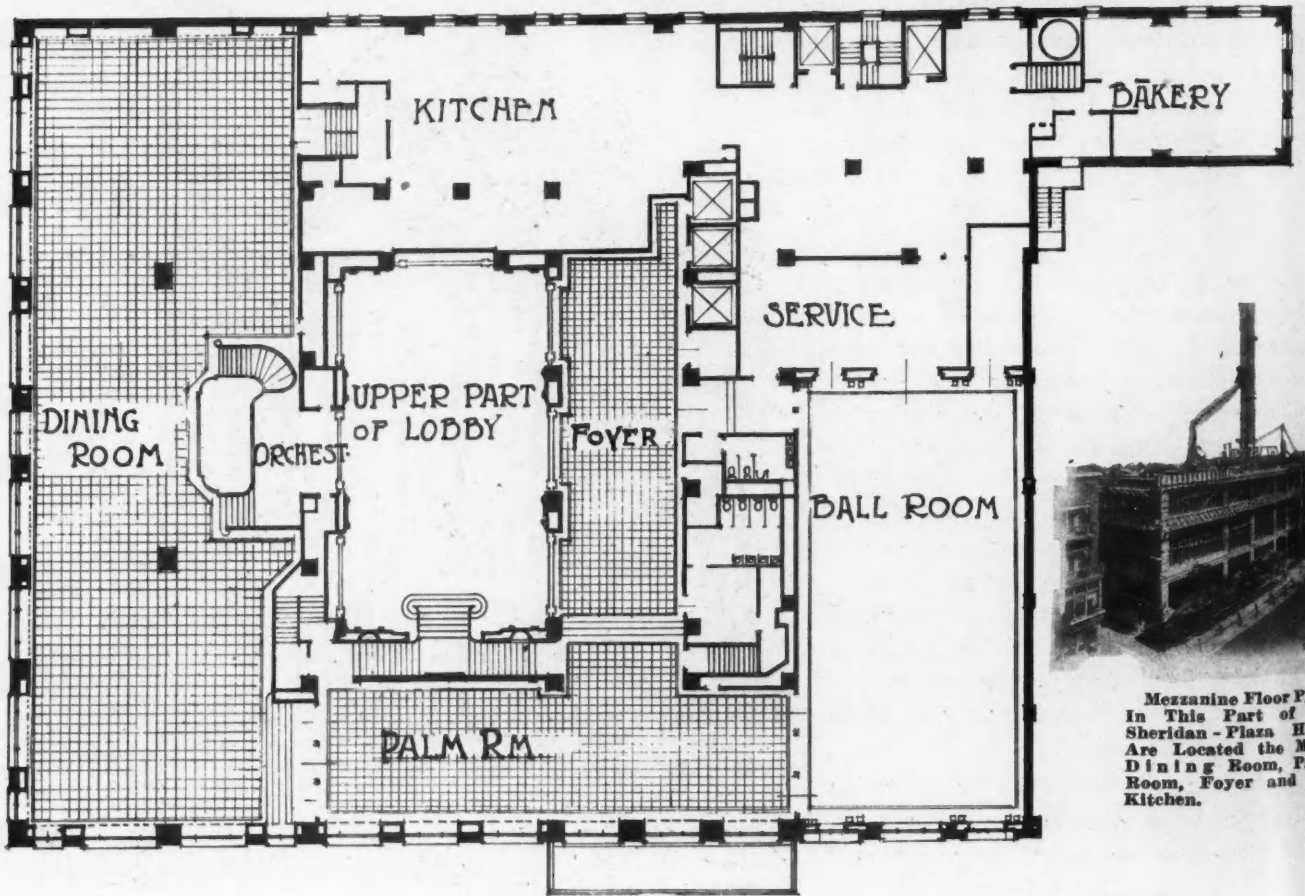 KITCHEN
BAKERY
SERVICE
UPPER PART
OF LOBBY
DINING
ROOM
ORCHEST.
FOYER
BALL ROOM
PALM RM.
Mezzanine Floor
In This Part of
Sheridan-Plaza
Are Located the
Dining Room,
Room, Foyer and
Kitchen.